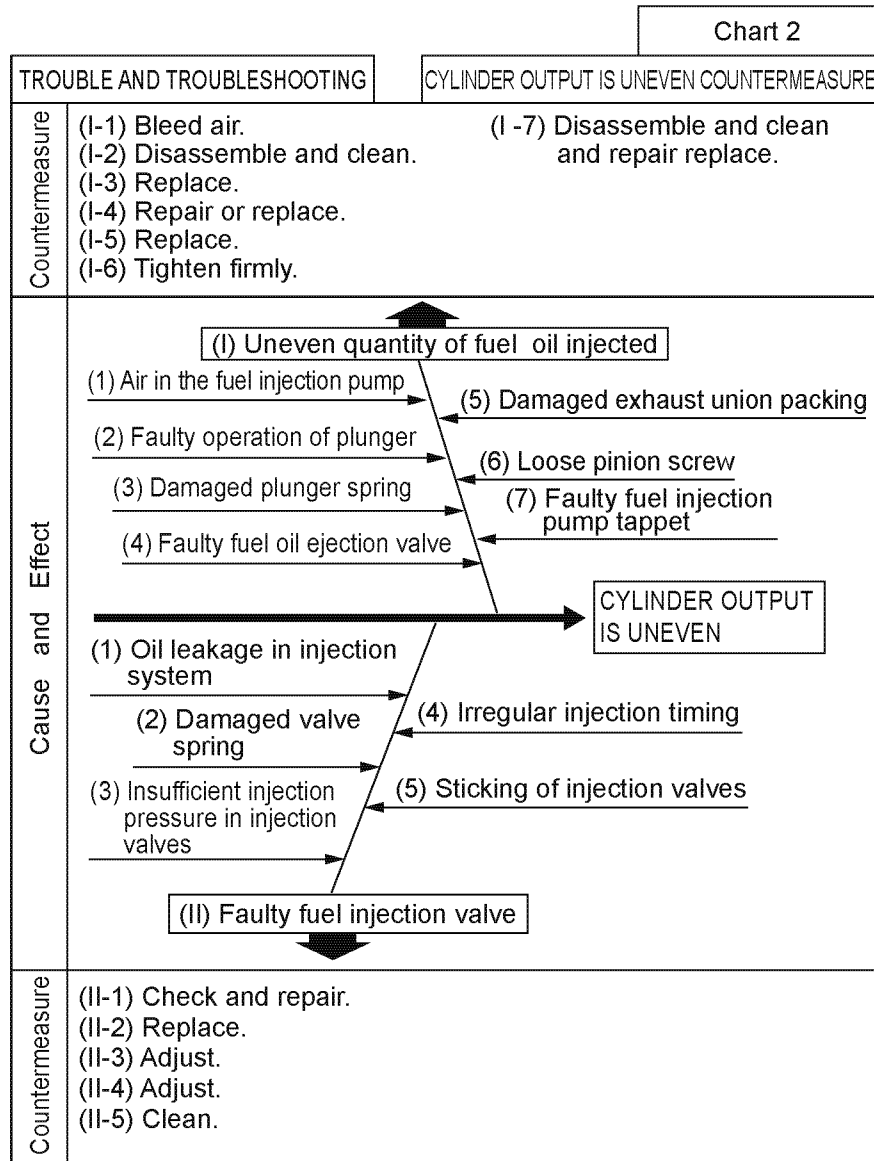 Chart 2
TROUBLE AND TROUBLESHOOTING
CYLINDER OUTPUT IS UNEVEN COUNTERMEASURE
Countermeasure
(I-1) Bleed air.
(I-2) Disassemble and clean.
(I-3) Replace.
(I-4) Repair or replace.
(I-5) Replace.
(I-6) Tighten firmly.
(I -7) Disassemble and clean
and repair replace.
Cause and Effect
(I) Uneven quantity of fuel oil injected
(1) Air in the fuel injection pump
(2) Faulty operation of plunger
(3) Damaged plunger spring
(4) Faulty fuel oil ejection valve
(5) Damaged exhaust union packing
(6) Loose pinion screw
(7) Faulty fuel injection
pump tappet
CYLINDER OUTPUT
IS UNEVEN
(1) Oil leakage in injection
system
(2) Damaged valve
spring
(3) Insufficient injection
pressure in injection
valves
(4) Irregular injection timing
(5) Sticking of injection valves
(II) Faulty fuel injection valve
Countermeasure
(II-1) Check and repair.
(II-2) Replace.
(II-3) Adjust.
(II-4) Adjust.
(II-5) Clean.